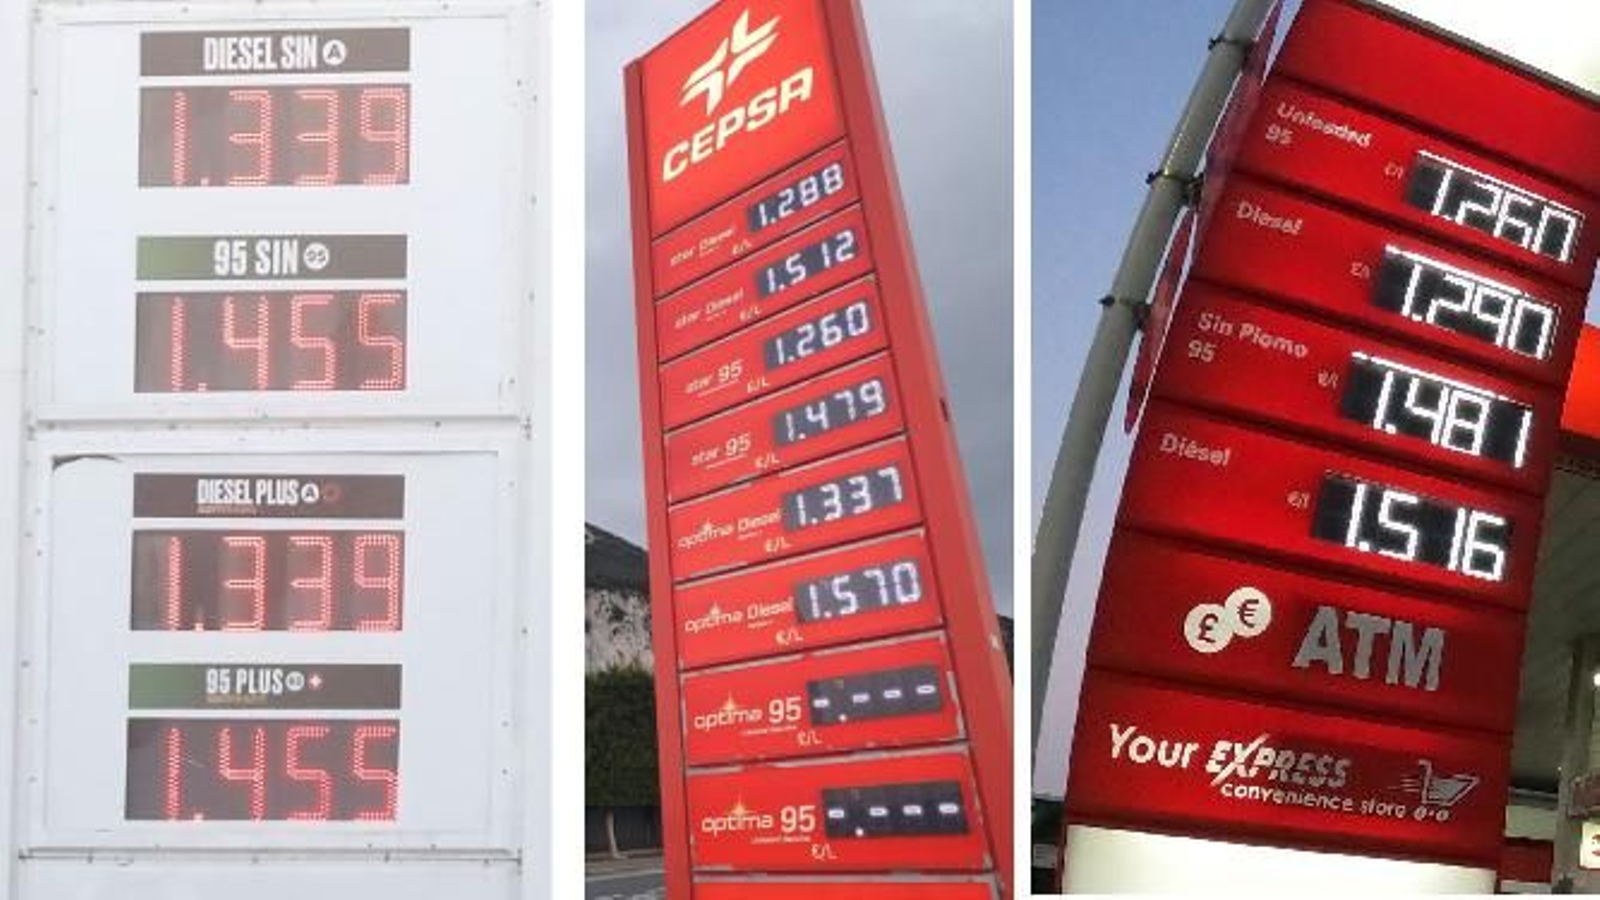 DIESEL SIN A
1.339
95 SIN 95
1.455
DIESEL PLUS A
1.339
95 PLUS
1.455
CEPSA
star Diesel
£/L
1.288
star Diesel
€/L
1.512
star 95
£/L
1.260
star 95
€/L
1.479
optima Diesel
£/L
1.337
optima Diesel
€/L
1.570
optima 95
£/L
-.---
optima 95
€/L
-.---
Unleaded
95
£/l
1.260
Diesel
£/l
1.290
Sin Plomo
95
€/l
1.481
Diésel
€/l
1.516
£ €
ATM
Your EXPRESS
convenience store